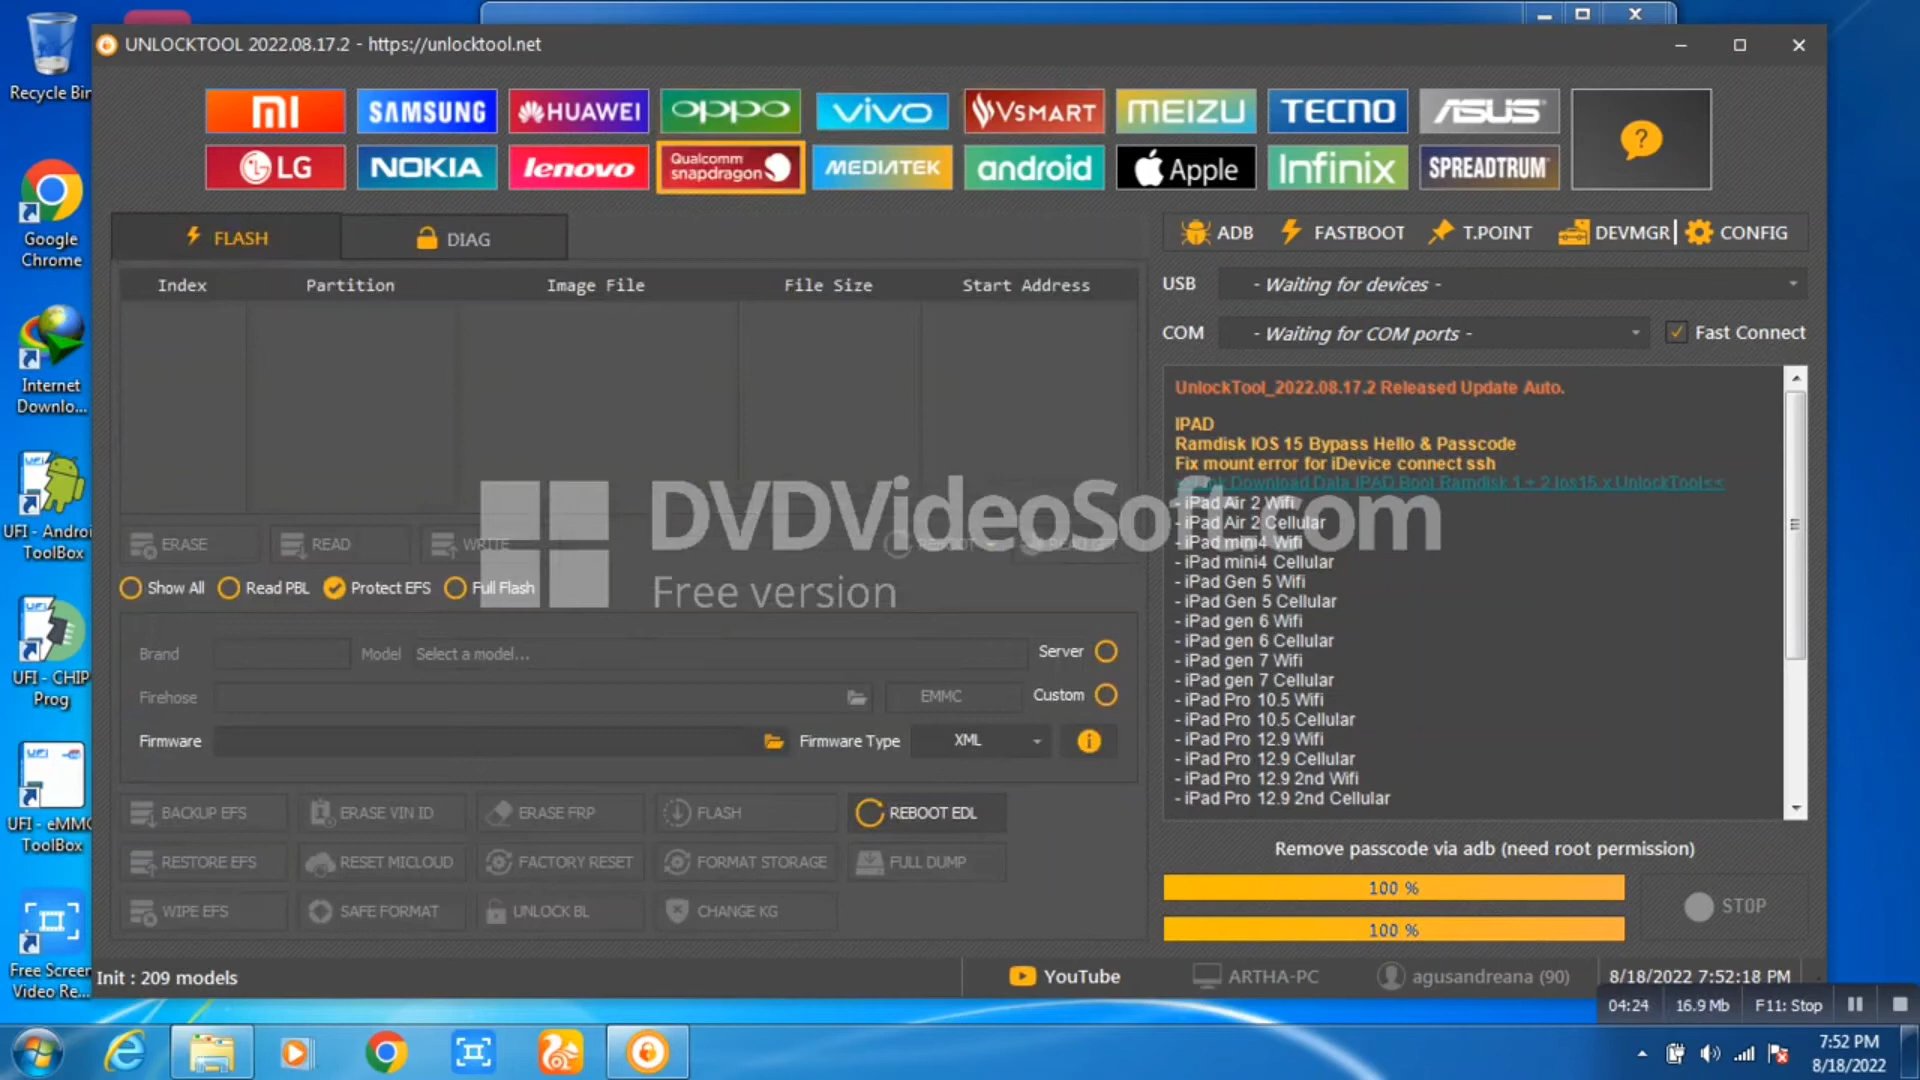 Recycle Bin
Google
Chrome
Internet
Downlo...
UFI - Androi
ToolBox
UFI - CHIP
Prog
UFI - eMMC
ToolBox
Free Screen
Video Re...
UNLOCKTOOL 2022.08.17.2 - https://unlocktool.net
MI SAMSUNG HUAWEI oppo vivo VSMART MEIZU TECNO ASUS ?
LG NOKIA lenovo Qualcomm snapdragon MEDIATEK android Apple Infinix SPREADTRUM
FLASH DIAG
ADB FASTBOOT T.POINT DEVMGR CONFIG
Index Partition Image File File Size Start Address
USB - Waiting for devices -
COM - Waiting for COM ports - Fast Connect
UnlockTool_2022.08.17.2 Released Update Auto.
IPAD
Ramdisk IOS 15 Bypass Hello & Passcode
Fix mount error for iDevice connect ssh
Download Data IPAD Boot Ramdisk 1 + 2 Ios15 x UnlockTool<<
- iPad Air 2 Wifi
- iPad Air 2 Cellular
- iPad mini4 Wifi
- iPad mini4 Cellular
- iPad Gen 5 Wifi
- iPad Gen 5 Cellular
- iPad gen 6 Wifi
- iPad gen 6 Cellular
- iPad gen 7 Wifi
- iPad gen 7 Cellular
- iPad Pro 10.5 Wifi
- iPad Pro 10.5 Cellular
- iPad Pro 12.9 Wifi
- iPad Pro 12.9 Cellular
- iPad Pro 12.9 2nd Wifi
- iPad Pro 12.9 2nd Cellular
DVDVideoSoft.com
Free version
ERASE READ WRITE REBOOT
Show All Read PBL Protect EFS Full Flash
Brand Model Select a model... Server
Firehose EMMC Custom
Firmware Firmware Type XML
BACKUP EFS ERASE VIN ID ERASE FRP FLASH REBOOT EDL
RESTORE EFS RESET MICLOUD FACTORY RESET FORMAT STORAGE FULL DUMP
WIPE EFS SAFE FORMAT UNLOCK BL CHANGE KG
Remove passcode via adb (need root permission)
100 %
100 %
STOP
Init : 209 models
YouTube ARTHA-PC agusandreana (90) 8/18/2022 7:52:18 PM
04:24 16.9 Mb F11: Stop
7:52 PM
8/18/2022